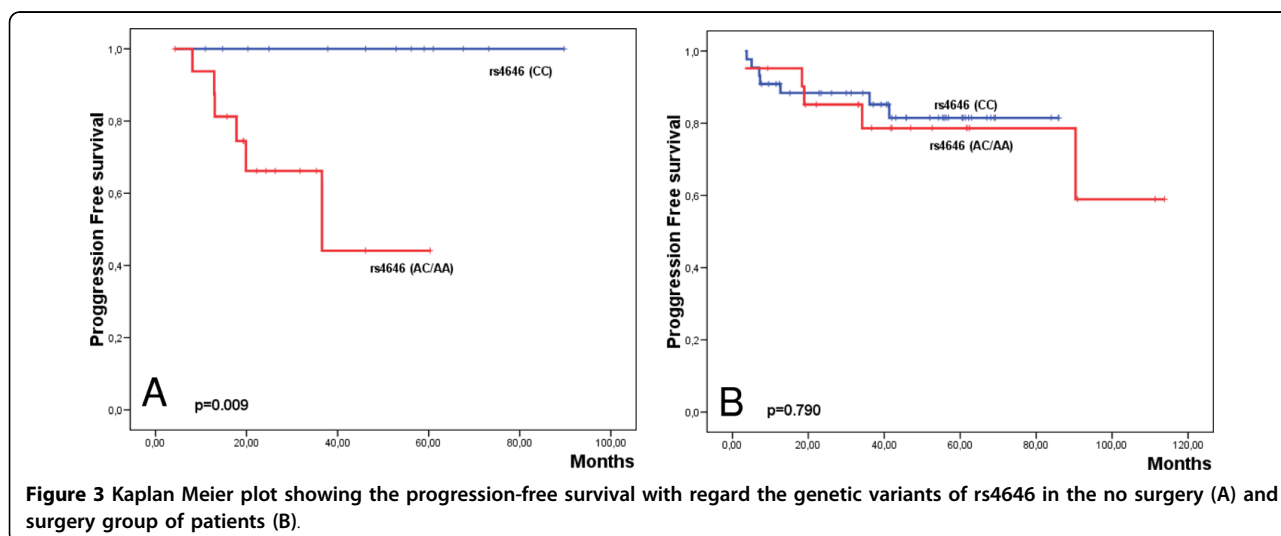 Proggression Free survival
1,0
0,8
0,6
0,4
0,2
0,0
rs4646 (CC)
rs4646 (AC/AA)
A
p=0.009
0,00 20,00 40,00 60,00 80,00 100,00
Months
Proggression Free survival
1,0
0,8
0,6
0,4
0,2
0,0
rs4646 (CC)
rs4646 (AC/AA)
B
p=0.790
0,00 20,00 40,00 60,00 80,00 100,00 120,00
Months
Figure 3 Kaplan Meier plot showing the progression-free survival with regard the genetic variants of rs4646 in the no surgery (A) and
surgery group of patients (B).